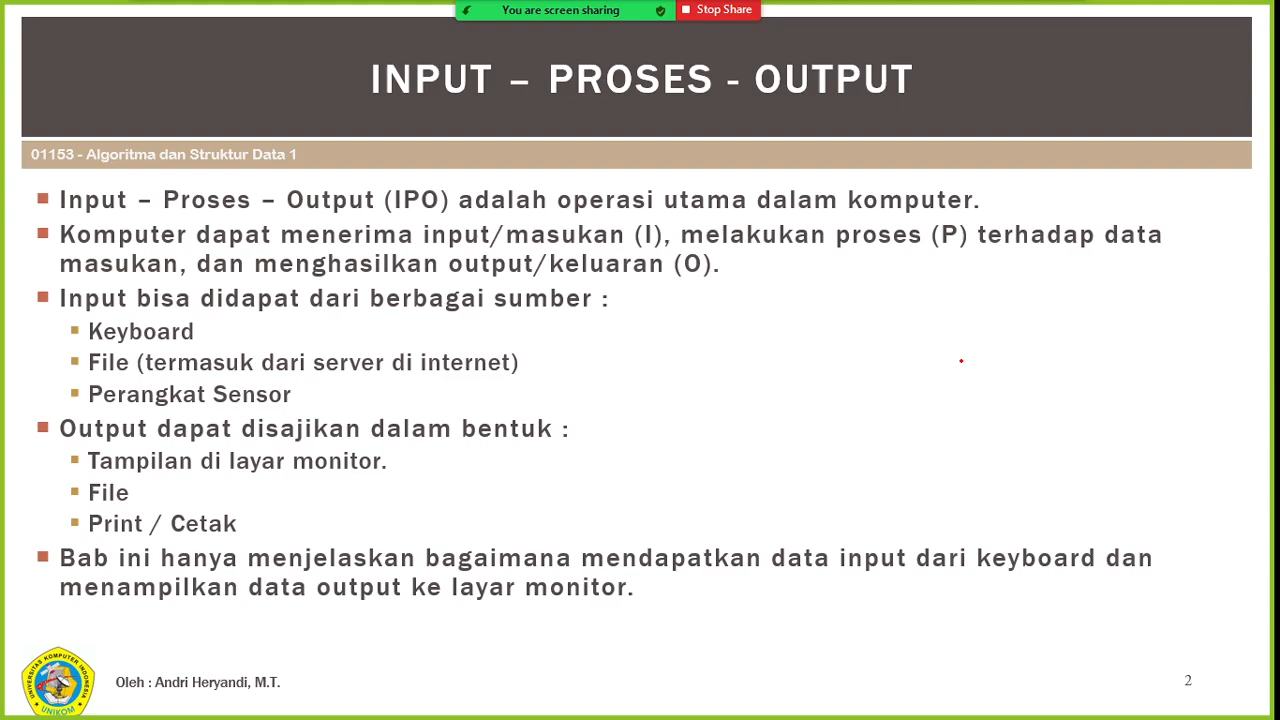 You are screen sharing
Stop Share
INPUT – PROSES - OUTPUT
01153 - Algoritma dan Struktur Data 1
Input – Proses – Output (IPO) adalah operasi utama dalam komputer.
Komputer dapat menerima input/masukan (I), melakukan proses (P) terhadap data
masukan, dan menghasilkan output/keluaran (O).
Input bisa didapat dari berbagai sumber :
Keyboard
File (termasuk dari server di internet)
Perangkat Sensor
Output dapat disajikan dalam bentuk :
Tampilan di layar monitor.
File
Print / Cetak
Bab ini hanya menjelaskan bagaimana mendapatkan data input dari keyboard dan
menampilkan data output ke layar monitor.
UNIVERSITAS KOMPUTER INDONESIA
UNIKOM
Oleh : Andri Heryandi, M.T.
2